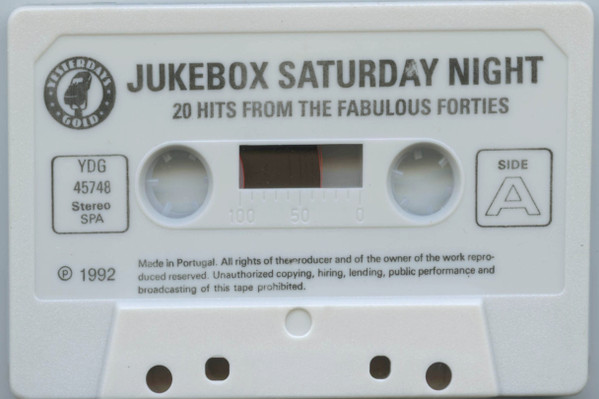 YESTERDAYS
GOLD
JUKEBOX SATURDAY NIGHT
20 HITS FROM THE FABULOUS FORTIES
YDG
45748
Stereo
SPA
100 50 0
SIDE
A
℗ 1992
Made in Portugal. All rights of the producer and of the owner of the work repro-
duced reserved. Unauthorized copying, hiring, lending, public performance and
broadcasting of this tape prohibited.